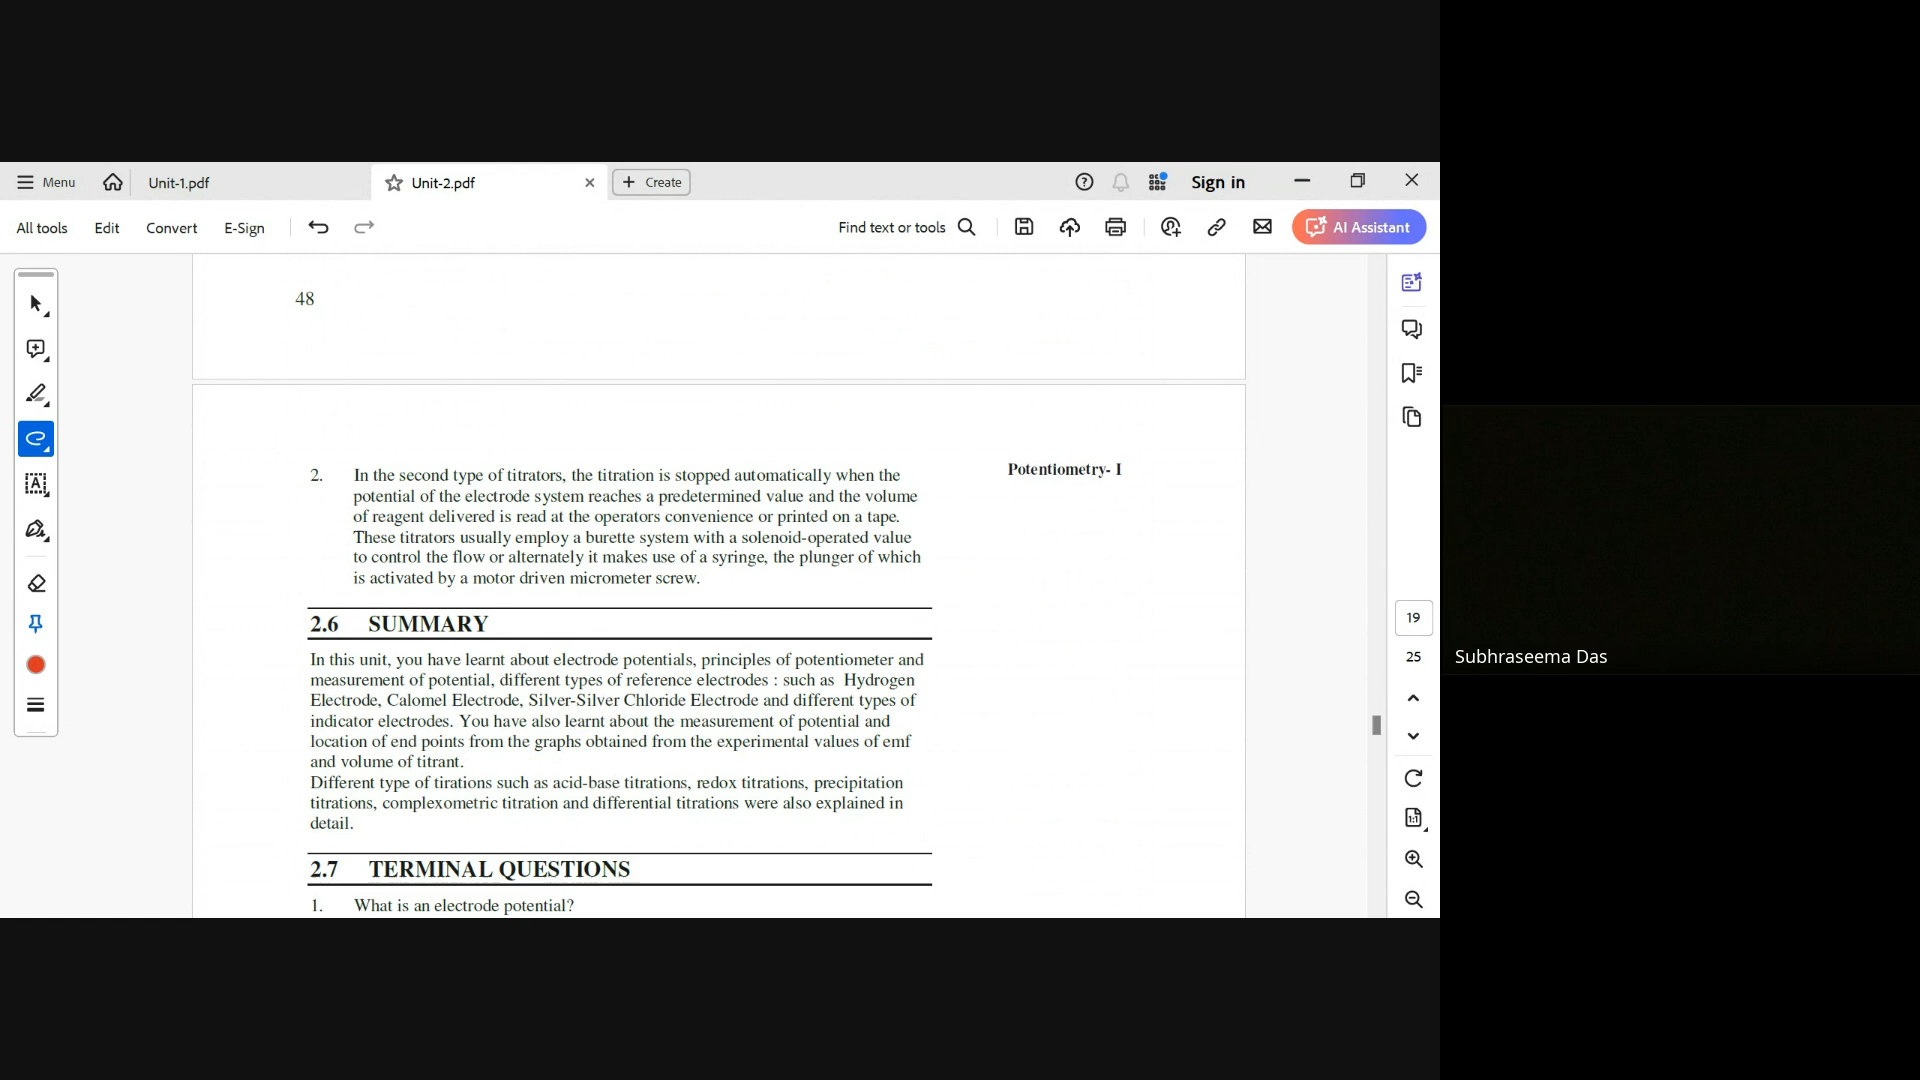 Menu
Unit-1.pdf
Unit-2.pdf
Create
Sign in
All tools
Edit
Convert
E-Sign
Find text or tools
AI Assistant
48
2. In the second type of titrators, the titration is stopped automatically when the
potential of the electrode system reaches a predetermined value and the volume
of reagent delivered is read at the operators convenience or printed on a tape.
These titrators usually employ a burette system with a solenoid-operated value
to control the flow or alternately it makes use of a syringe, the plunger of which
is activated by a motor driven micrometer screw.
Potentiometry- I
2.6 SUMMARY
In this unit, you have learnt about electrode potentials, principles of potentiometer and
measurement of potential, different types of reference electrodes : such as Hydrogen
Electrode, Calomel Electrode, Silver-Silver Chloride Electrode and different types of
indicator electrodes. You have also learnt about the measurement of potential and
location of end points from the graphs obtained from the experimental values of emf
and volume of titrant.
Different type of tirations such as acid-base titrations, redox titrations, precipitation
titrations, complexometric titration and differential titrations were also explained in
detail.
2.7 TERMINAL QUESTIONS
1. What is an electrode potential?
19
25
Subhraseema Das